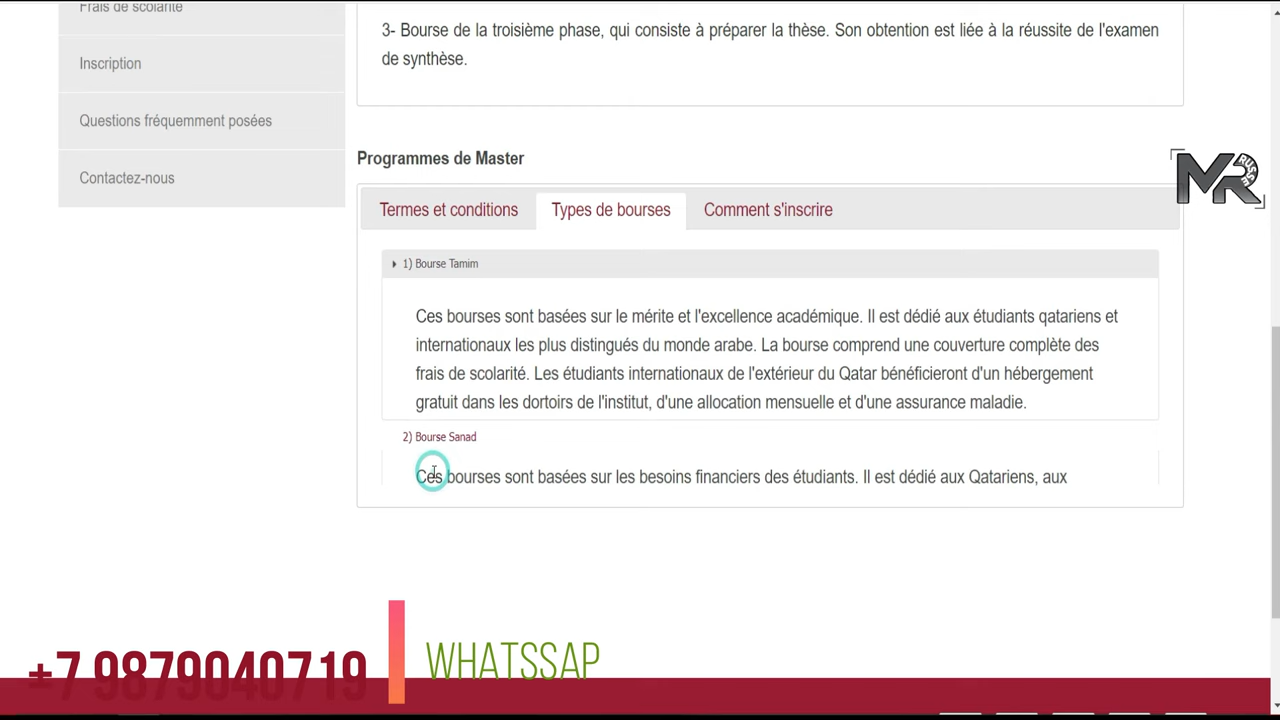 Frais de scolarité
Inscription
Questions fréquemment posées
Contactez-nous
3- Bourse de la troisième phase, qui consiste à préparer la thèse. Son obtention est liée à la réussite de l'examen
de synthèse.
Programmes de Master
Termes et conditions
Types de bourses
Comment s'inscrire
1) Bourse Tamim
Ces bourses sont basées sur le mérite et l'excellence académique. Il est dédié aux étudiants qatariens et
internationaux les plus distingués du monde arabe. La bourse comprend une couverture complète des
frais de scolarité. Les étudiants internationaux de l'extérieur du Qatar bénéficieront d'un hébergement
gratuit dans les dortoirs de l'institut, d'une allocation mensuelle et d'une assurance maladie.
2) Bourse Sanad
Ces bourses sont basées sur les besoins financiers des étudiants. Il est dédié aux Qatariens, aux
MR
RUSSE
+7 9879040719
WHATSSAP